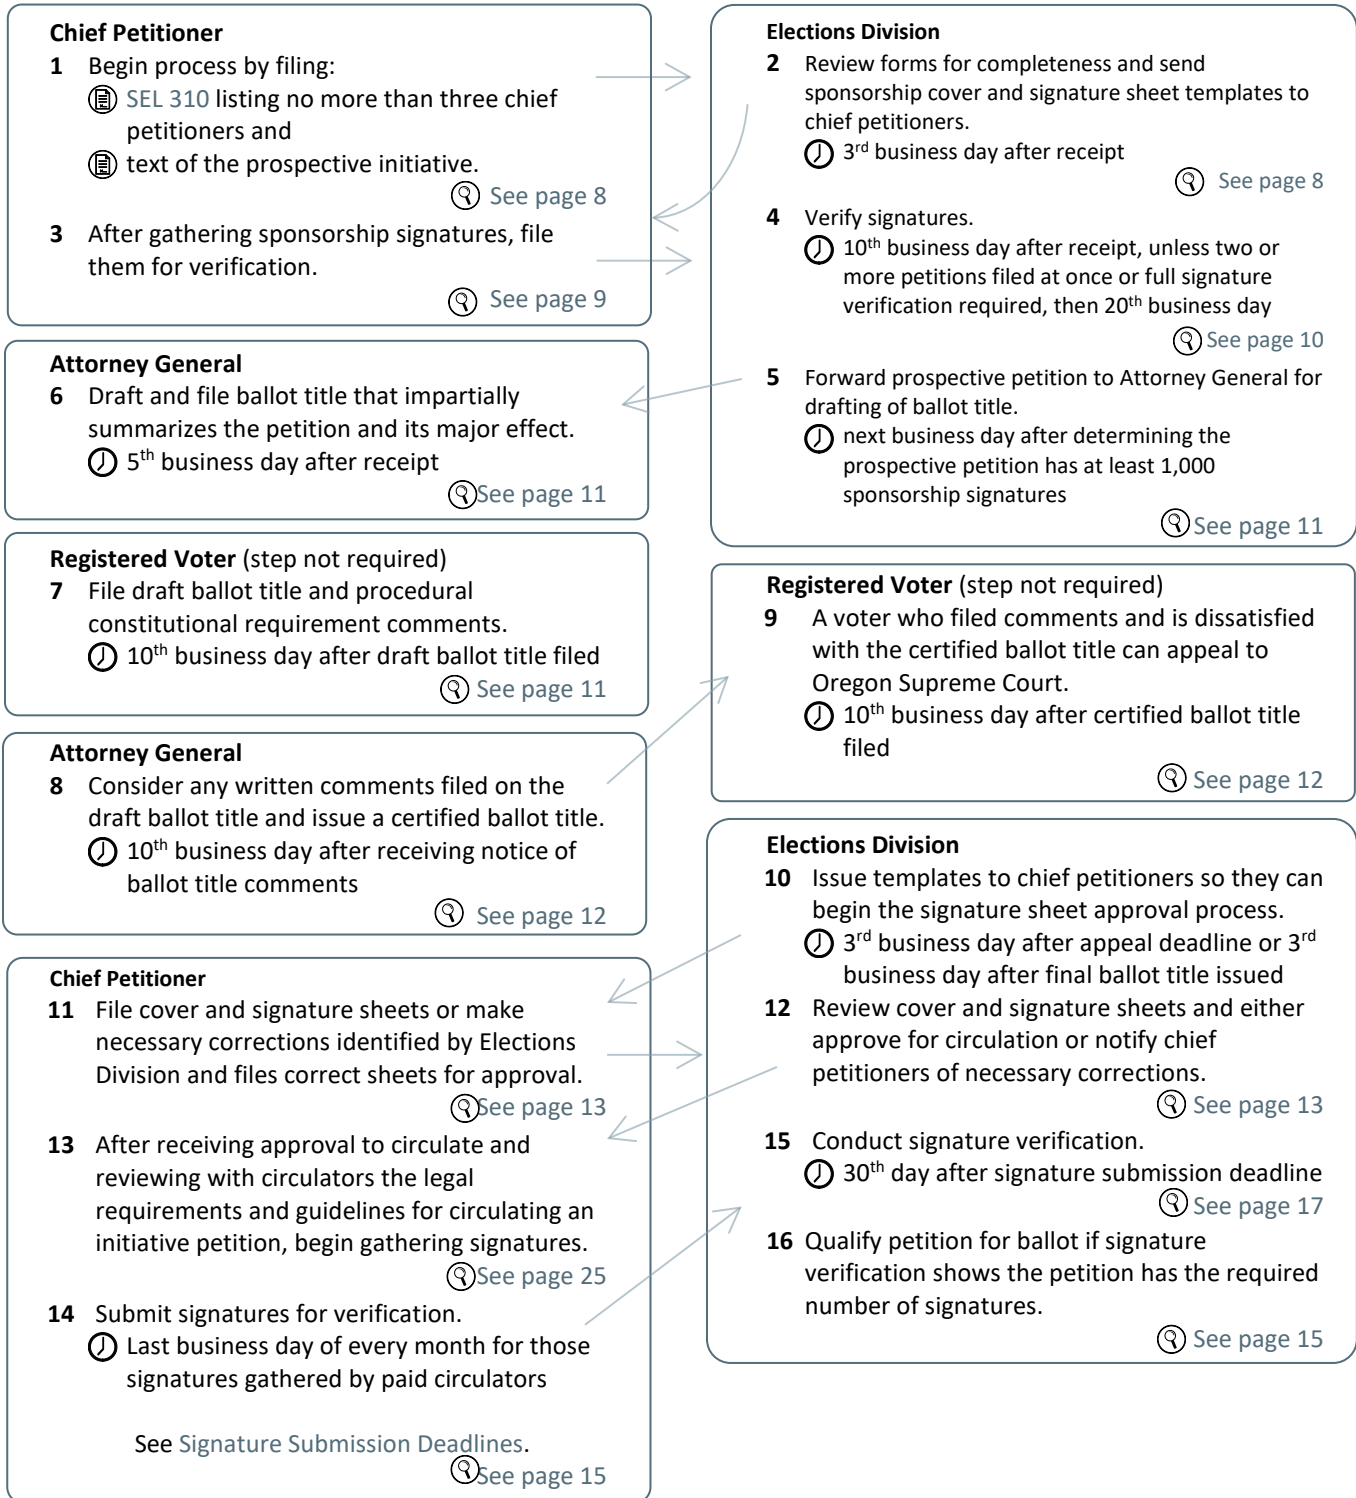 Chief Petitioner
1 Begin process by filing:
SEL 310 listing no more than three chief
petitioners and
text of the prospective initiative.
See page 8
3 After gathering sponsorship signatures, file
them for verification.
See page 9
Elections Division
2 Review forms for completeness and send
sponsorship cover and signature sheet templates to
chief petitioners.
3rd business day after receipt
See page 8
4 Verify signatures.
10th business day after receipt, unless two or
more petitions filed at once or full signature
verification required, then 20th business day
See page 10
5 Forward prospective petition to Attorney General for
drafting of ballot title.
next business day after determining the
prospective petition has at least 1,000
sponsorship signatures
See page 11
Attorney General
6 Draft and file ballot title that impartially
summarizes the petition and its major effect.
5th business day after receipt
See page 11
Registered Voter (step not required)
7 File draft ballot title and procedural
constitutional requirement comments.
10th business day after draft ballot title filed
See page 11
Attorney General
8 Consider any written comments filed on the
draft ballot title and issue a certified ballot title.
10th business day after receiving notice of
ballot title comments
See page 12
Registered Voter (step not required)
9 A voter who filed comments and is dissatisfied
with the certified ballot title can appeal to
Oregon Supreme Court.
10th business day after certified ballot title
filed
See page 12
Elections Division
10 Issue templates to chief petitioners so they can
begin the signature sheet approval process.
3rd business day after appeal deadline or 3rd
business day after final ballot title issued
12 Review cover and signature sheets and either
approve for circulation or notify chief
petitioners of necessary corrections.
See page 13
15 Conduct signature verification.
30th day after signature submission deadline
See page 17
16 Qualify petition for ballot if signature
verification shows the petition has the required
number of signatures.
See page 15
Chief Petitioner
11 File cover and signature sheets or make
necessary corrections identified by Elections
Division and files correct sheets for approval.
See page 13
13 After receiving approval to circulate and
reviewing with circulators the legal
requirements and guidelines for circulating an
initiative petition, begin gathering signatures.
See page 25
14 Submit signatures for verification.
Last business day of every month for those
signatures gathered by paid circulators
See Signature Submission Deadlines.
See page 15